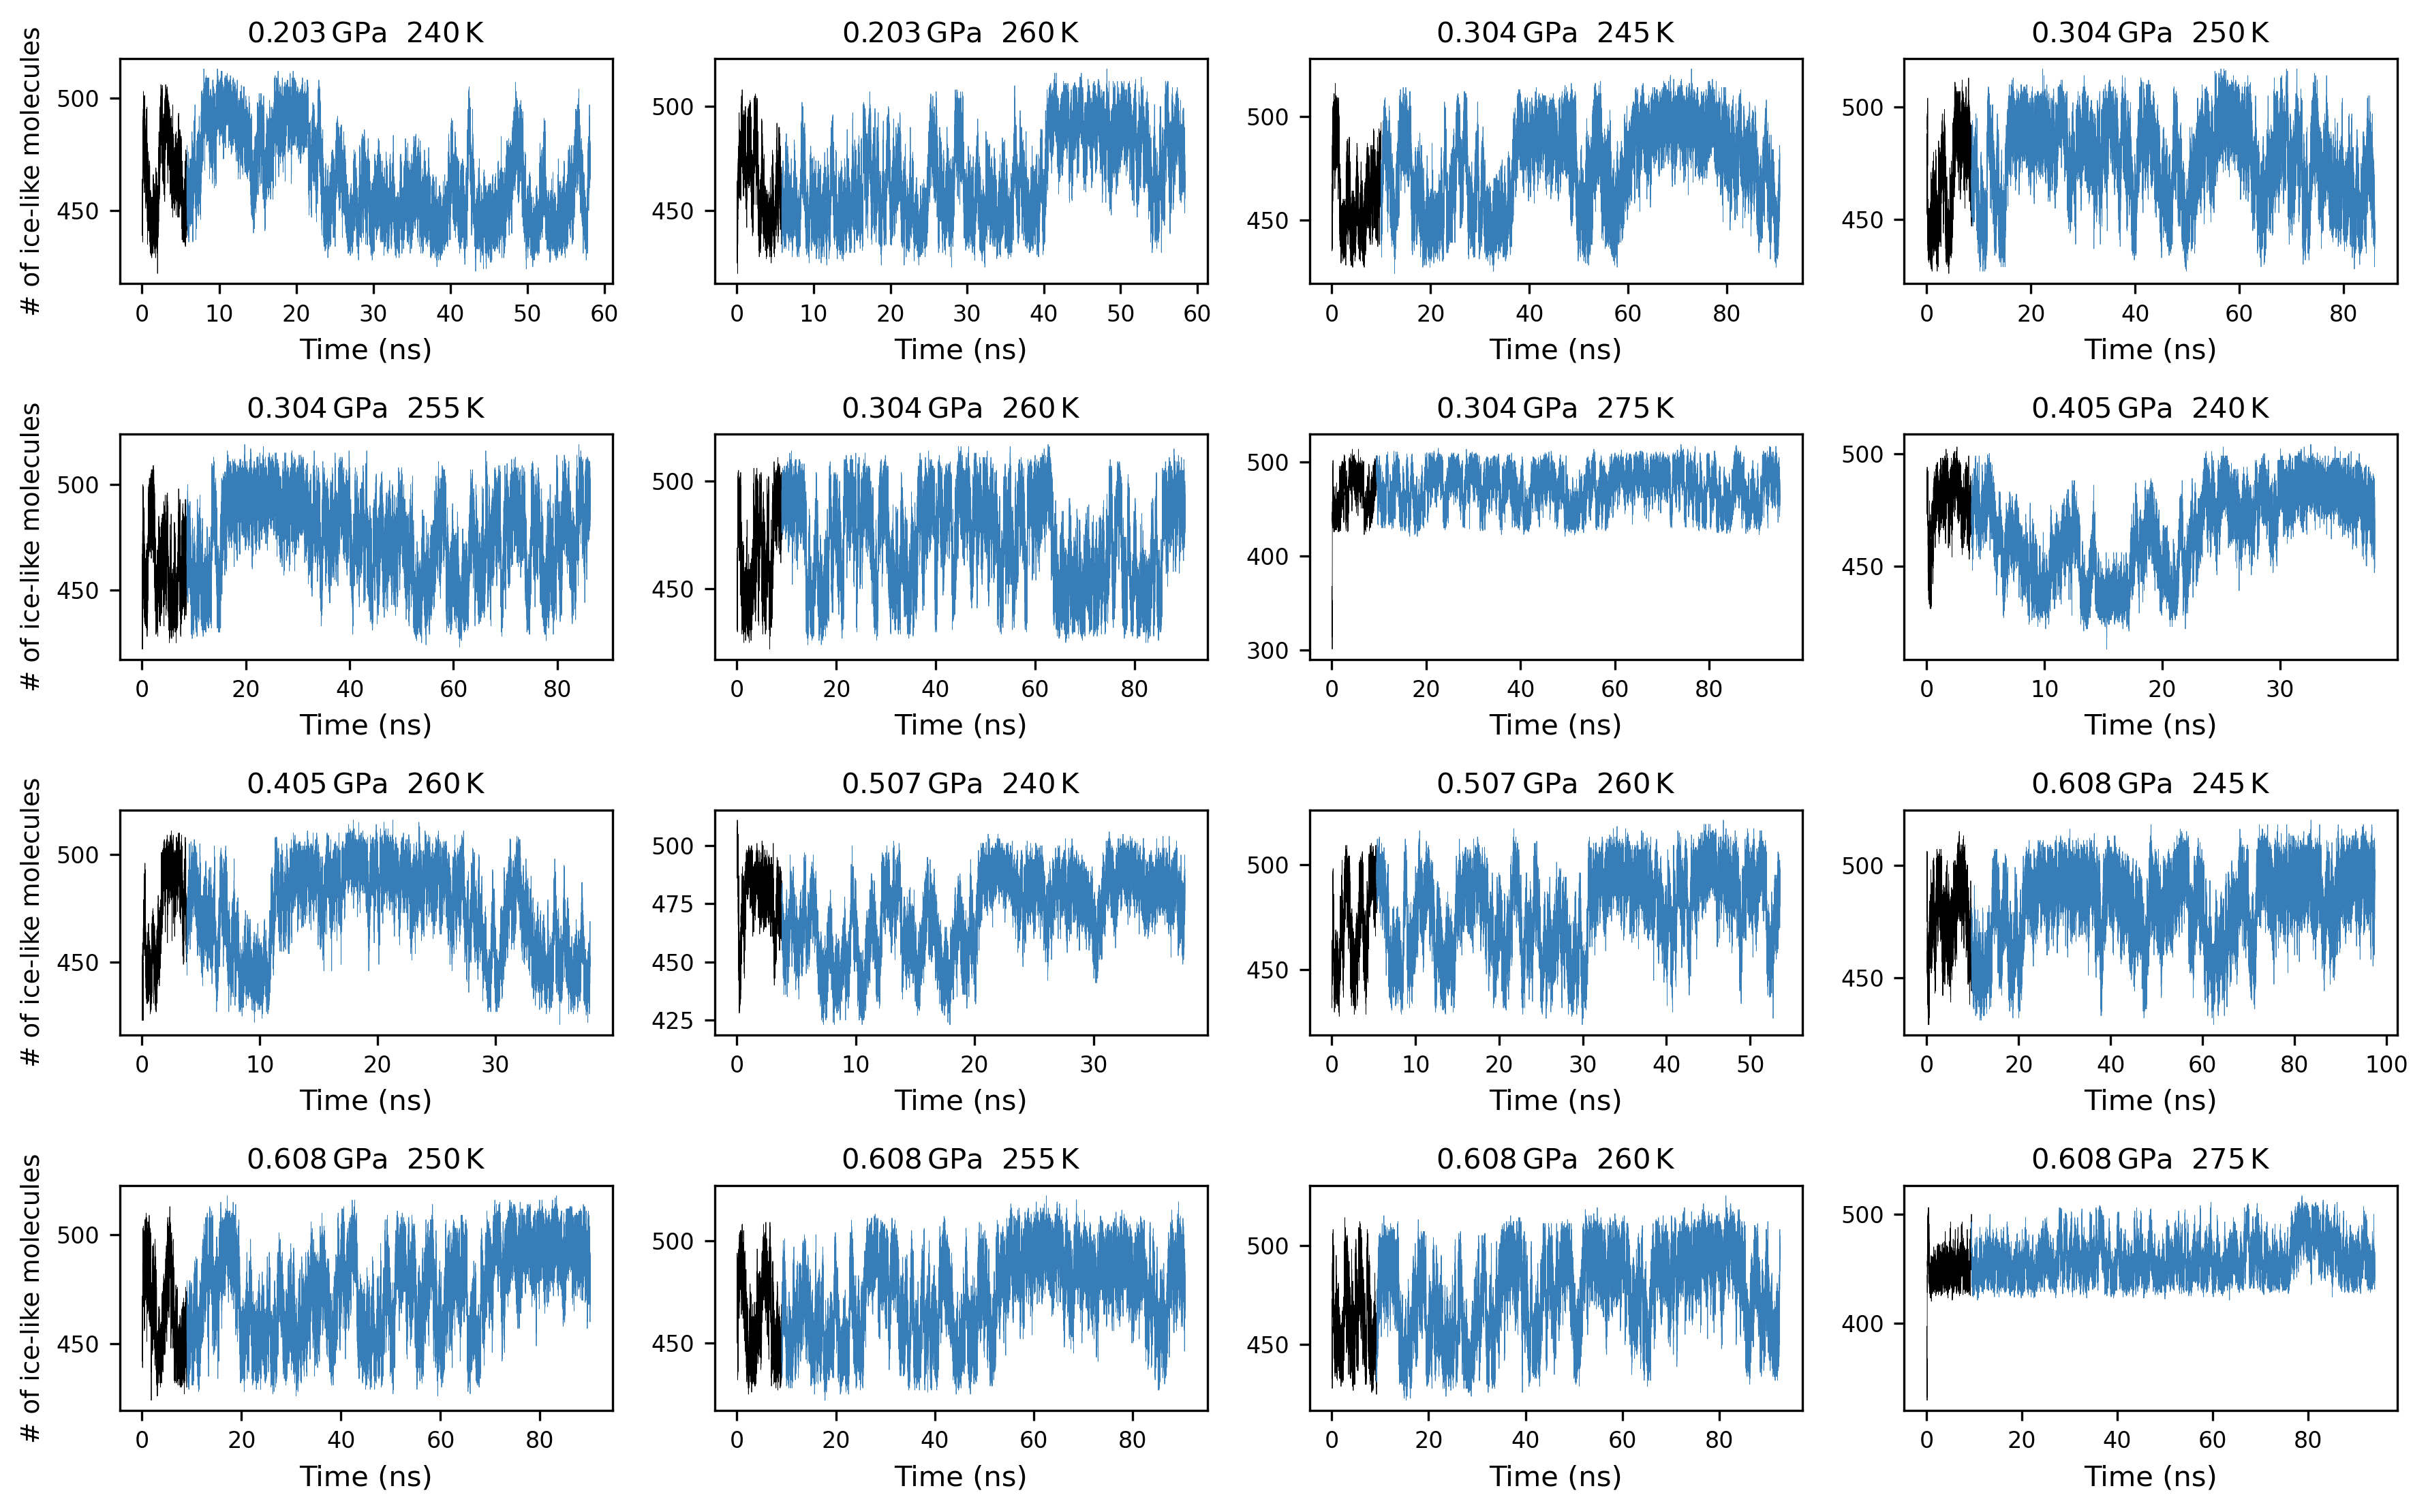 0.203 GPa 240 K
0.203 GPa 260 K
0.304 GPa 245 K
0.304 GPa 250 K
# of ice-like molecules
500
450
500
450
500
450
500
450
0 10 20 30 40 50 60
0 10 20 30 40 50 60
0 20 40 60 80
0 20 40 60 80
Time (ns)
Time (ns)
Time (ns)
Time (ns)
0.304 GPa 255 K
0.304 GPa 260 K
0.304 GPa 275 K
0.405 GPa 240 K
# of ice-like molecules
500
450
500
450
500
400
300
500
450
0 20 40 60 80
0 20 40 60 80
0 20 40 60 80
0 10 20 30
Time (ns)
Time (ns)
Time (ns)
Time (ns)
0.405 GPa 260 K
0.507 GPa 240 K
0.507 GPa 260 K
0.608 GPa 245 K
# of ice-like molecules
500
450
500
475
450
425
500
450
500
450
0 10 20 30
0 10 20 30
0 10 20 30 40 50
0 20 40 60 80 100
Time (ns)
Time (ns)
Time (ns)
Time (ns)
0.608 GPa 250 K
0.608 GPa 255 K
0.608 GPa 260 K
0.608 GPa 275 K
# of ice-like molecules
500
450
500
450
500
450
500
400
0 20 40 60 80
0 20 40 60 80
0 20 40 60 80
0 20 40 60 80
Time (ns)
Time (ns)
Time (ns)
Time (ns)